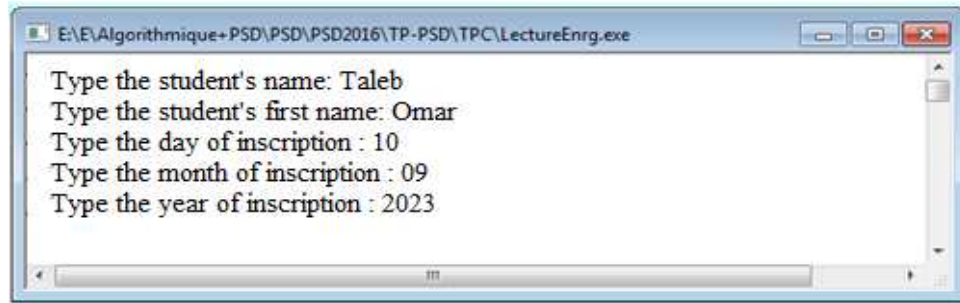 E:\E\Algorithmique+PSD\PSD\PSD2016\TP-PSD\TPC\LectureEnrg.exe
Type the student's name: Taleb
Type the student's first name: Omar
Type the day of inscription : 10
Type the month of inscription : 09
Type the year of inscription : 2023